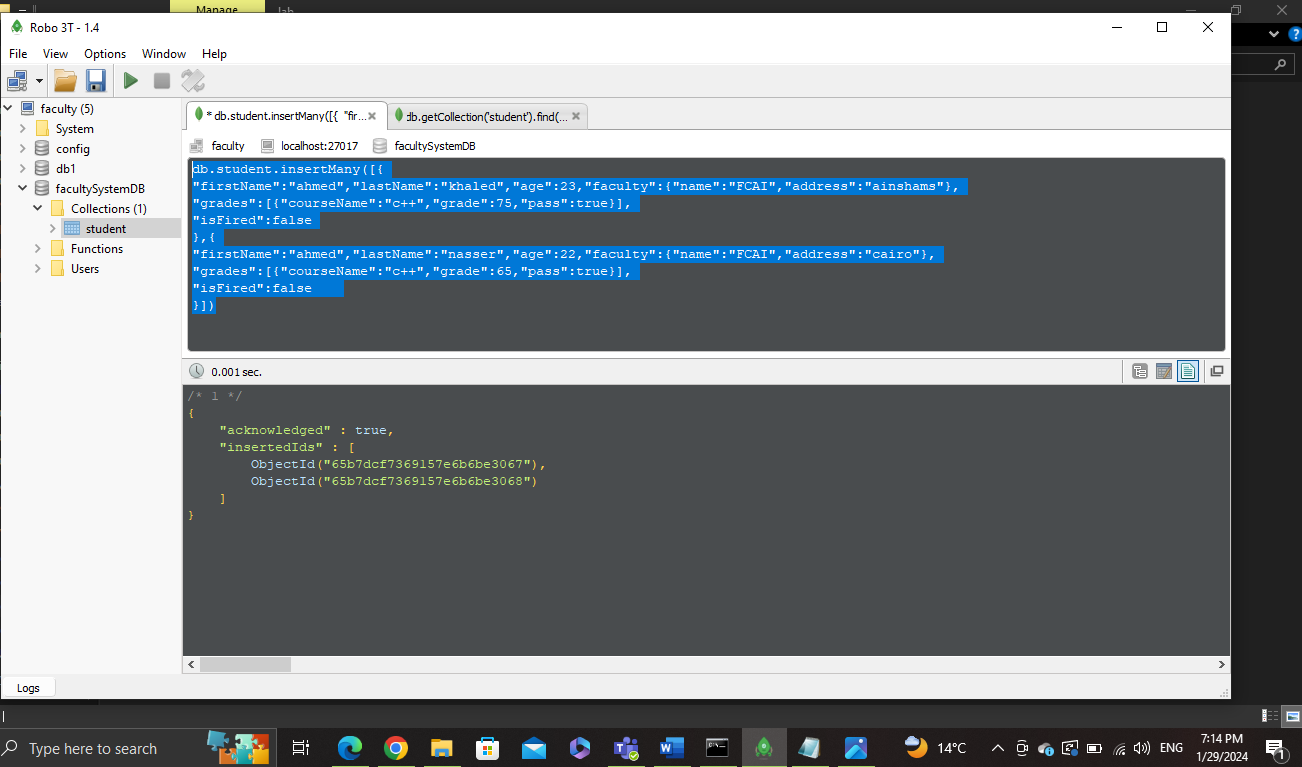 Manage
lab
Robo 3T - 1.4
File View Options Window Help
faculty (5)
System
config
db1
facultySystemDB
Collections (1)
student
Functions
Users
* db.student.insertMany([{ "fir...
db.getCollection('student').find(...
faculty localhost:27017 facultySystemDB
db.student.insertMany([{
"firstName":"ahmed","lastName":"khaled","age":23,"faculty":{"name":"FCAI","address":"ainshams"},
"grades":[{"courseName":"c++","grade":75,"pass":true}],
"isFired":false
},{
"firstName":"ahmed","lastName":"nasser","age":22,"faculty":{"name":"FCAI","address":"cairo"},
"grades":[{"courseName":"c++","grade":65,"pass":true}],
"isFired":false
}])
0.001 sec.
/* 1 */
{
"acknowledged" : true,
"insertedIds" : [
ObjectId("65b7dcf7369157e6b6be3067"),
ObjectId("65b7dcf7369157e6b6be3068")
]
}
Logs
Type here to search
14°C
ENG
7:14 PM
1/29/2024
1